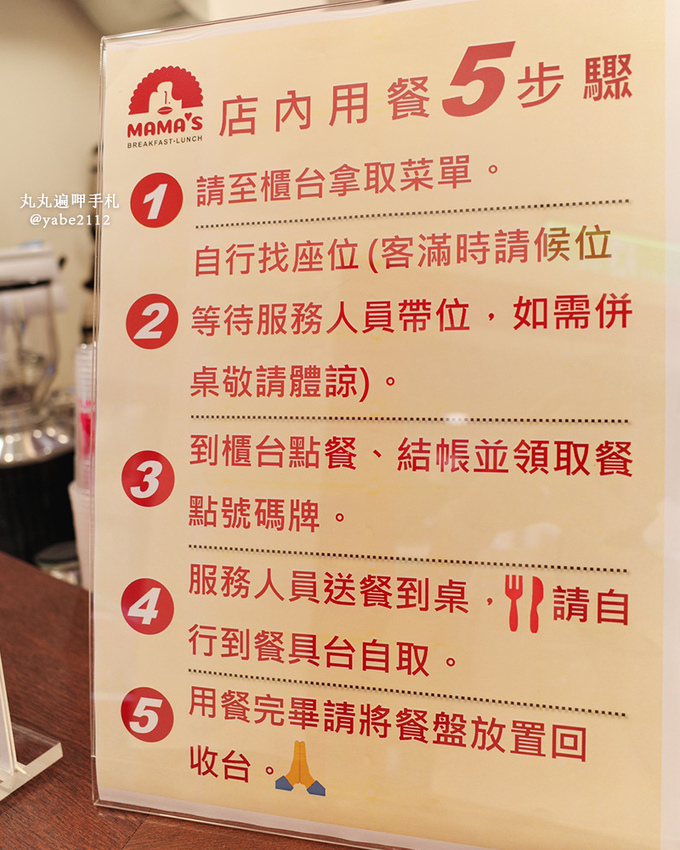 MAMA'S
BREAKFAST·LUNCH
店內用餐5步驟
1 請至櫃台拿取菜單。
丸丸遍呷手札
@yabe2112
自行找座位(客滿時請候位
2 等待服務人員帶位，如需併
桌敬請體諒)。
3 到櫃台點餐、結帳並領取餐
點號碼牌。
4 服務人員送餐到桌，請自
行到餐具台自取。
5 用餐完畢請將餐盤放置回
收台。